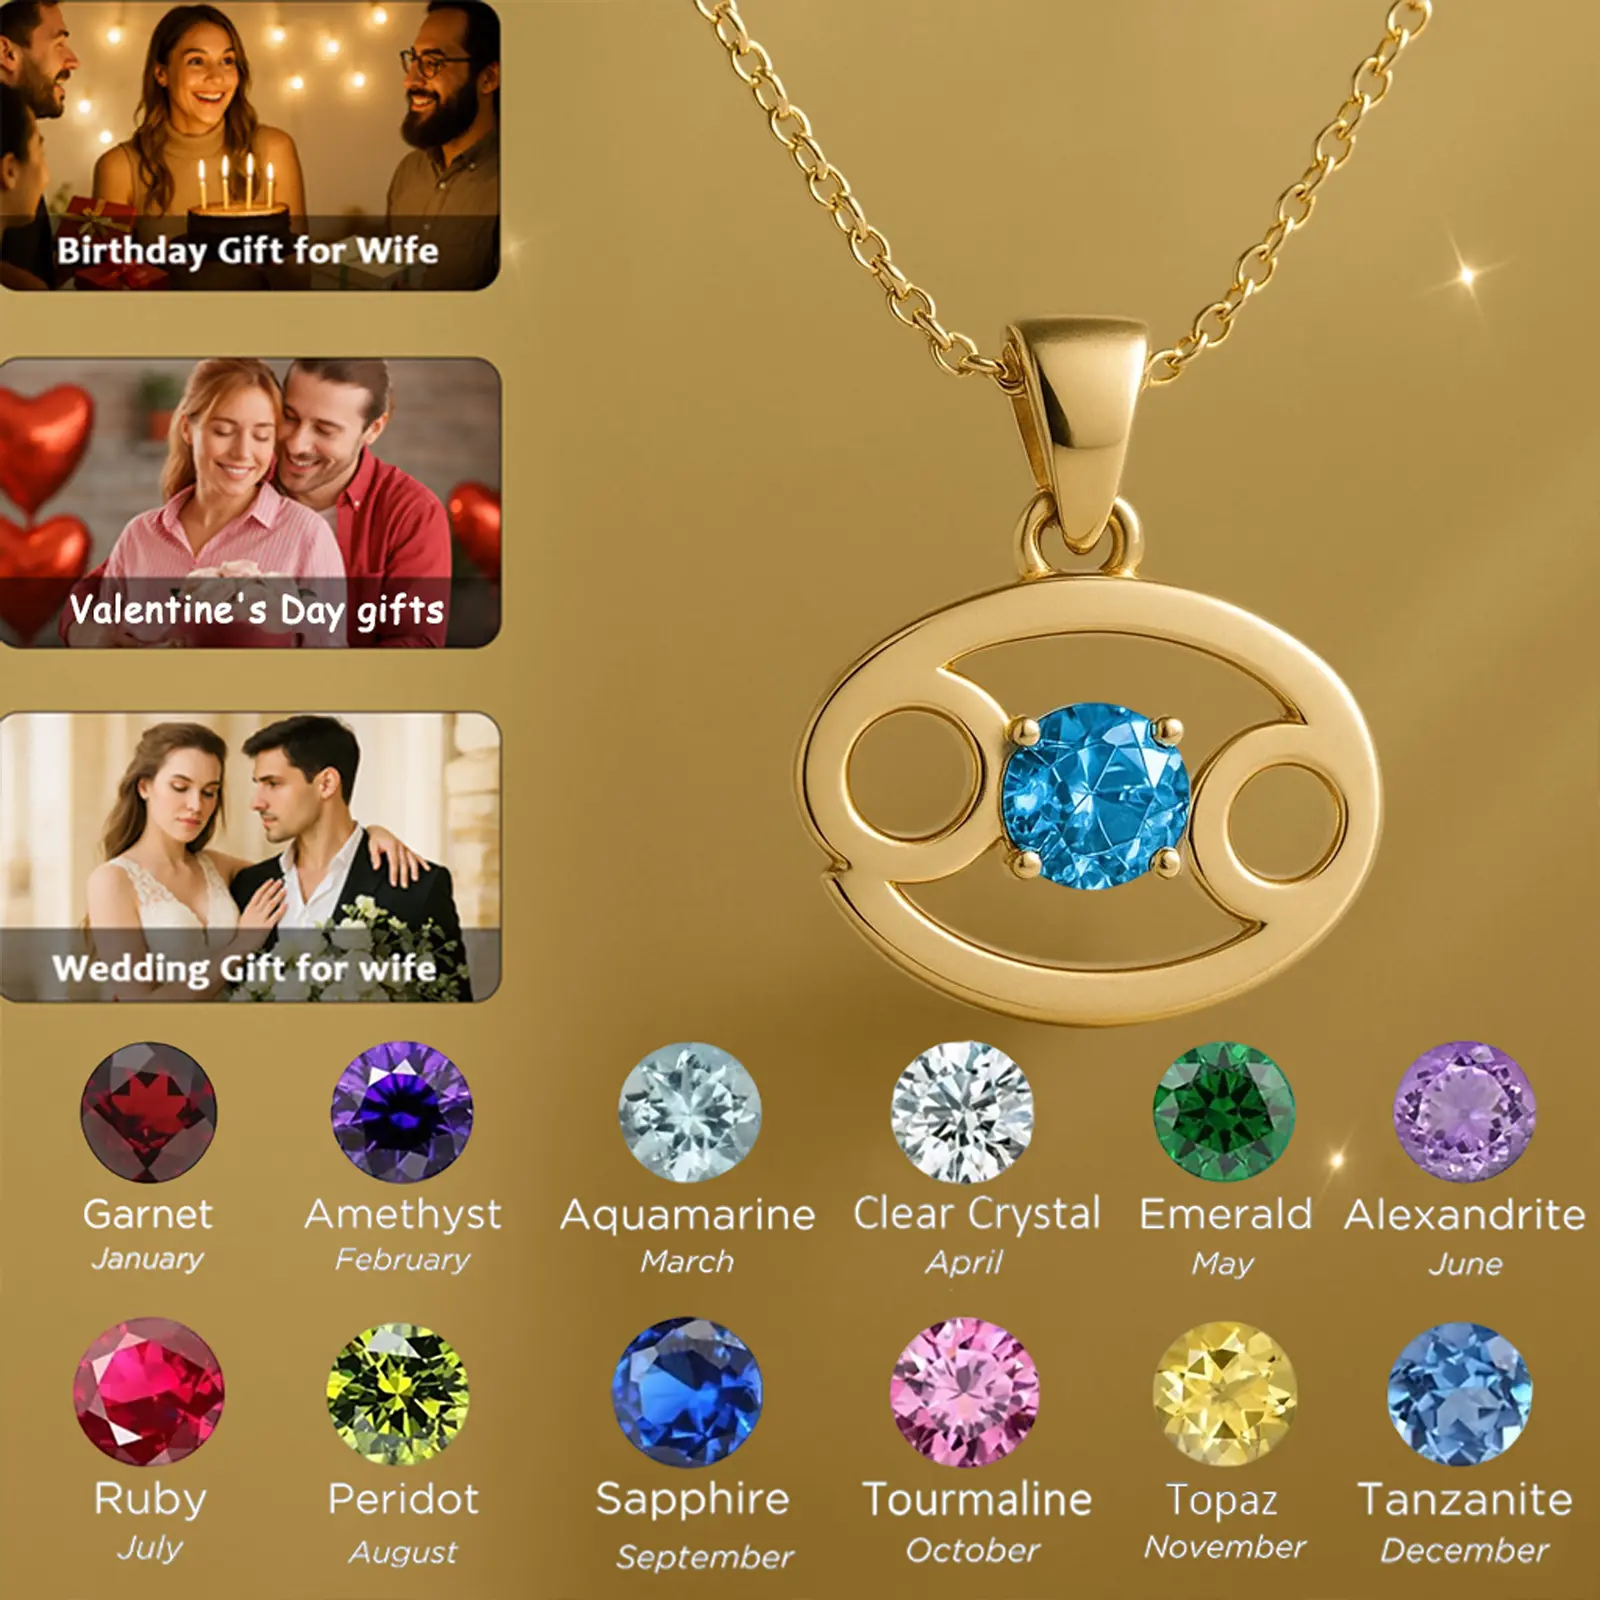 Birthday Gift for Wife
Valentine's Day gifts
Wedding Gift for wife
Garnet
January
Amethyst
February
Aquamarine
March
Clear Crystal
April
Emerald
May
Alexandrite
June
Ruby
July
Peridot
August
Sapphire
September
Tourmaline
October
Topaz
November
Tanzanite
December